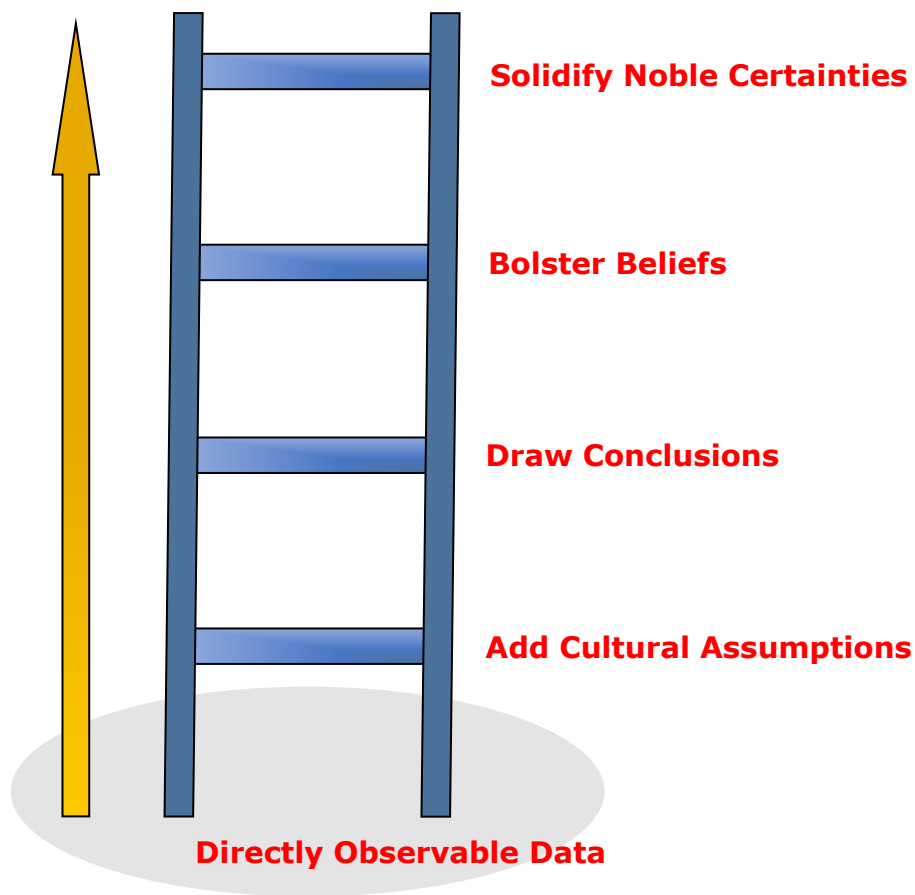 Solidify Noble Certainties
Bolster Beliefs
Draw Conclusions
Add Cultural Assumptions
Directly Observable Data